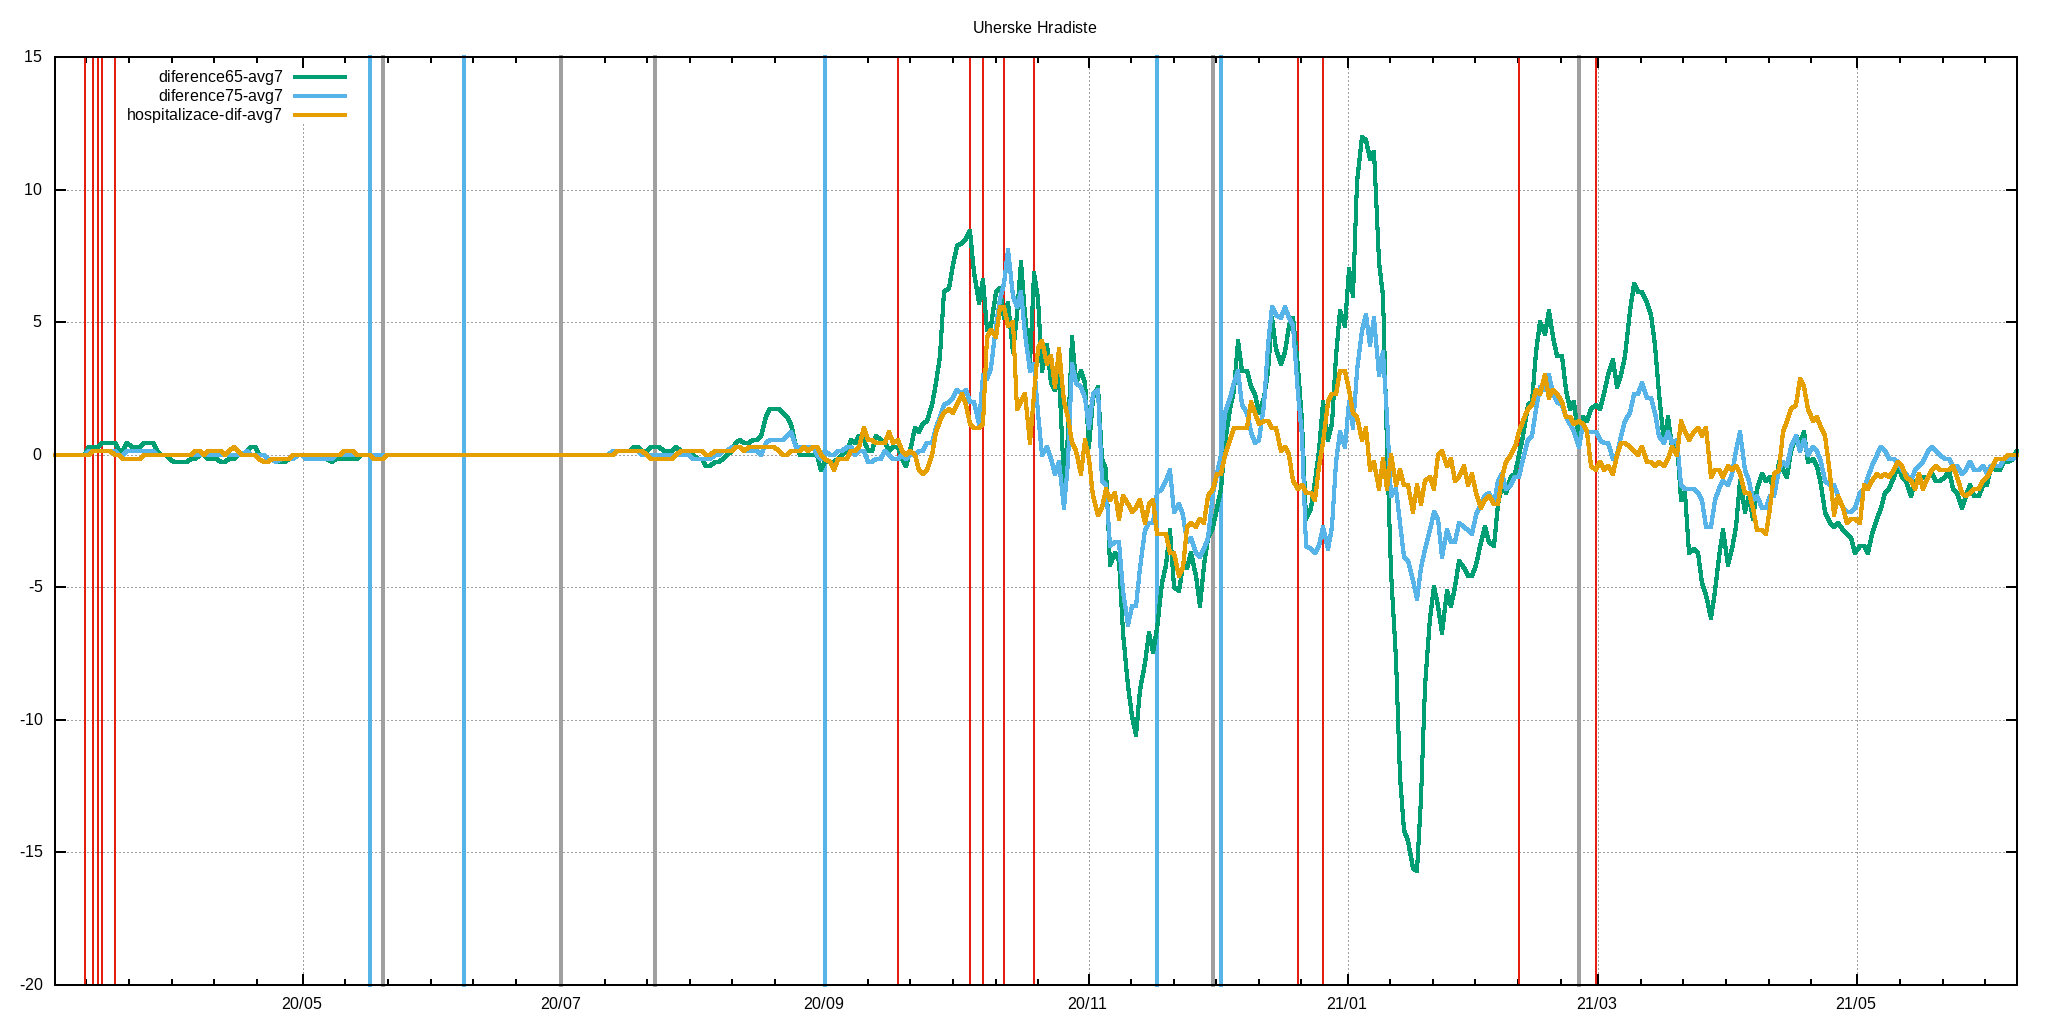 Uherske Hradiste
15
diference65-avg7
diference75-avg7
hospitalizace-dif-avg7
10
5
0
-5
-10
-15
-20
20/05 20/07 20/09 20/11 21/01 21/03 21/05